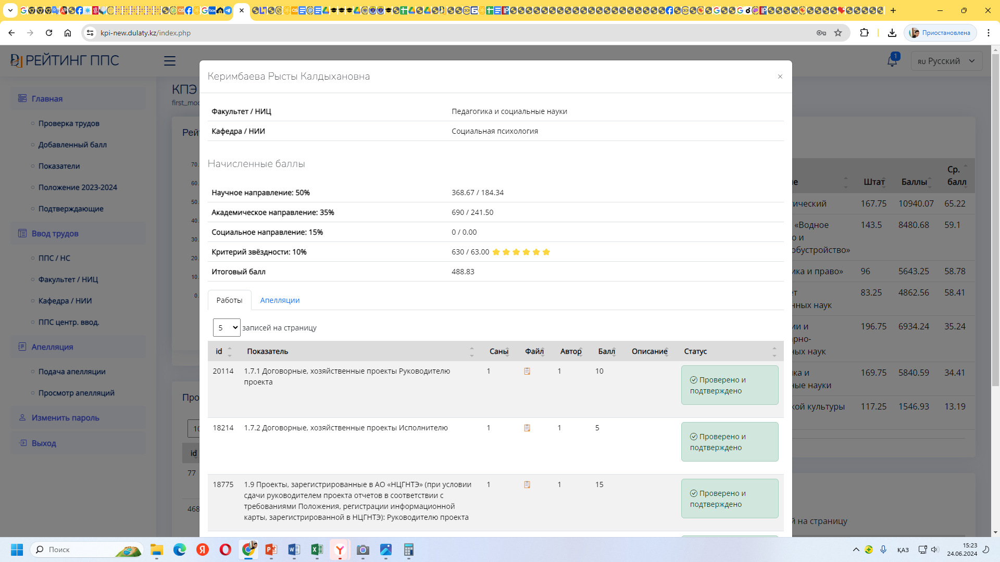 kpi-new.dulaty.kz/index.php
Приостановлена
РЕЙТИНГ ППС
1
RU Русский
Главная
Проверка трудов
Добавленный балл
Показатели
Положение 2023-2024
Подтверждающие
Ввод трудов
ППС / НС
Факультет / НИЦ
Кафедра / НИИ
ППС центр. ввод.
Апелляция
Подача апелляции
Просмотр апелляций
Изменить пароль
Выход
КПЭ
first_mod
Рей
70.
60.
50.
40.
30.
20.
10.
0.
Про
10
id
77
468
Керимбаева Рысты Калдыхановна
×
Факультет / НИЦ Педагогика и социальные науки
Кафедра / НИИ Социальная психология
Начисленные баллы
Научное направление: 50% 368.67 / 184.34
Академическое направление: 35% 690 / 241.50
Социальное направление: 15% 0 / 0.00
Критерий звёздности: 10% 630 / 63.00
Итоговый балл 488.83
Работы Апелляции
5 записей на страницу
id Показатель Саны Файл Автор Балл Описание Статус
20114 1.7.1 Договорные, хозяйственные проекты Руководителю 1 1 10 Проверено и
проекта подтверждено
18214 1.7.2 Договорные, хозяйственные проекты Исполнителю 1 1 5 Проверено и
подтверждено
18775 1.9 Проекты, зарегистрированные в АО «НЦГНТЭ» (при условии 1 1 15 Проверено и
сдачи руководителем проекта отчетов в соответствии с подтверждено
требованиями Положения, регистрации информационной
карты, зарегистрированной в НЦГНТЭ): Руководителю проекта
ие Штат Баллы Ср.
балл
ический 167.75 10940.07 65.22
«Водное 143.5 8480.68 59.1
о и
обустройство»
ика и право» 96 5643.25 58.78
ет 83.25 4862.56 58.41
нных наук
ии и 196.75 6934.24 35.24
арно-
ых наук
ка и 169.75 5840.59 34.41
ные науки
кой культуры 117.25 1546.93 13.19
й на страницу
Поиск
ҚАЗ
15:23
24.06.2024